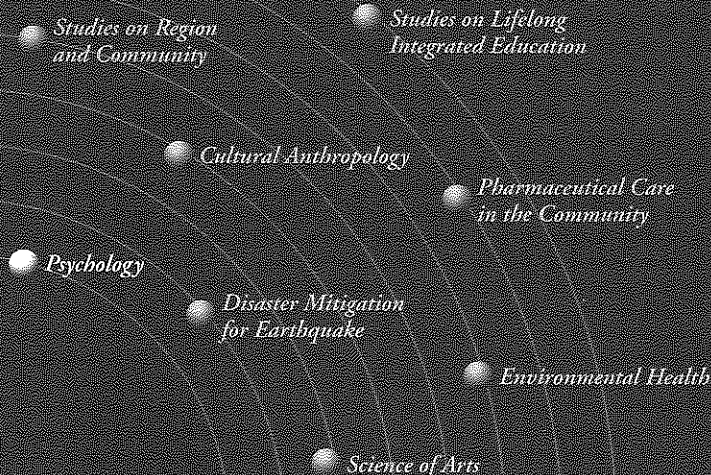 Studies on Region
and Community
Studies on Lifelong
Integrated Education
Cultural Anthropology
Pharmaceutical Care
in the Community
Psychology
Disaster Mitigation
for Earthquake
Environmental Health
Science of Arts